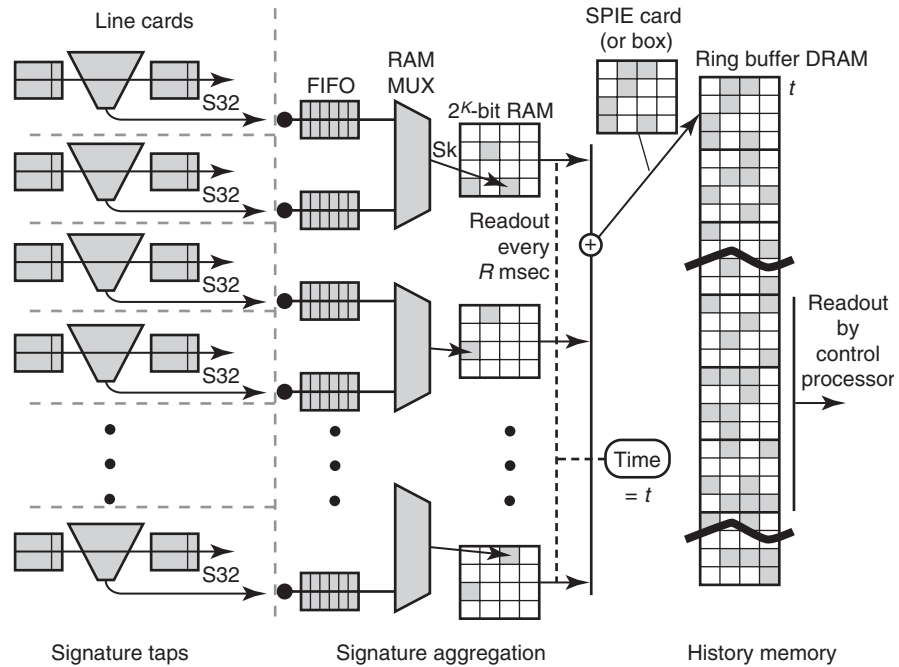 Line cards
S32
S32
S32
S32
S32
FIFO
RAM
MUX
2ᴷ-bit RAM
Sk
Readout
every
R msec
SPIE card
(or box)
+
Time
= t
Ring buffer DRAM
t
Readout
by
control
processor
Signature taps
Signature aggregation
History memory